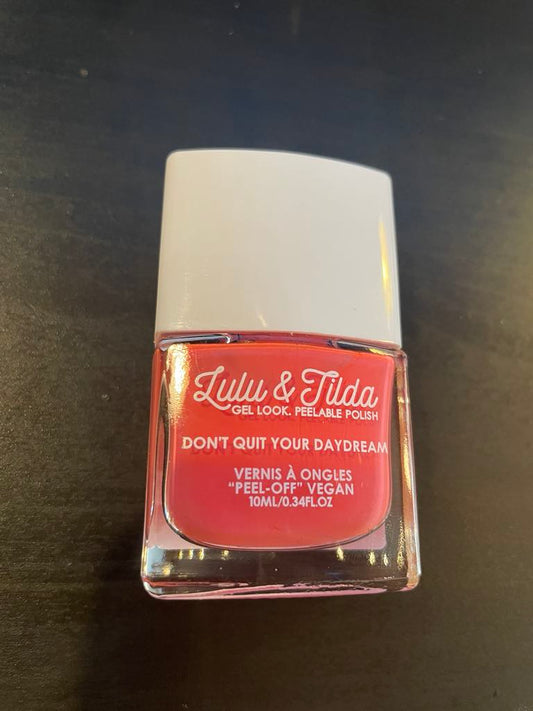 Lulu & Tilda
GEL LOOK. PEELABLE POLISH
DON'T QUIT YOUR DAYDREAM
VERNIS À ONGLES
“PEEL-OFF” VEGAN
10ML/0.34FL.OZ